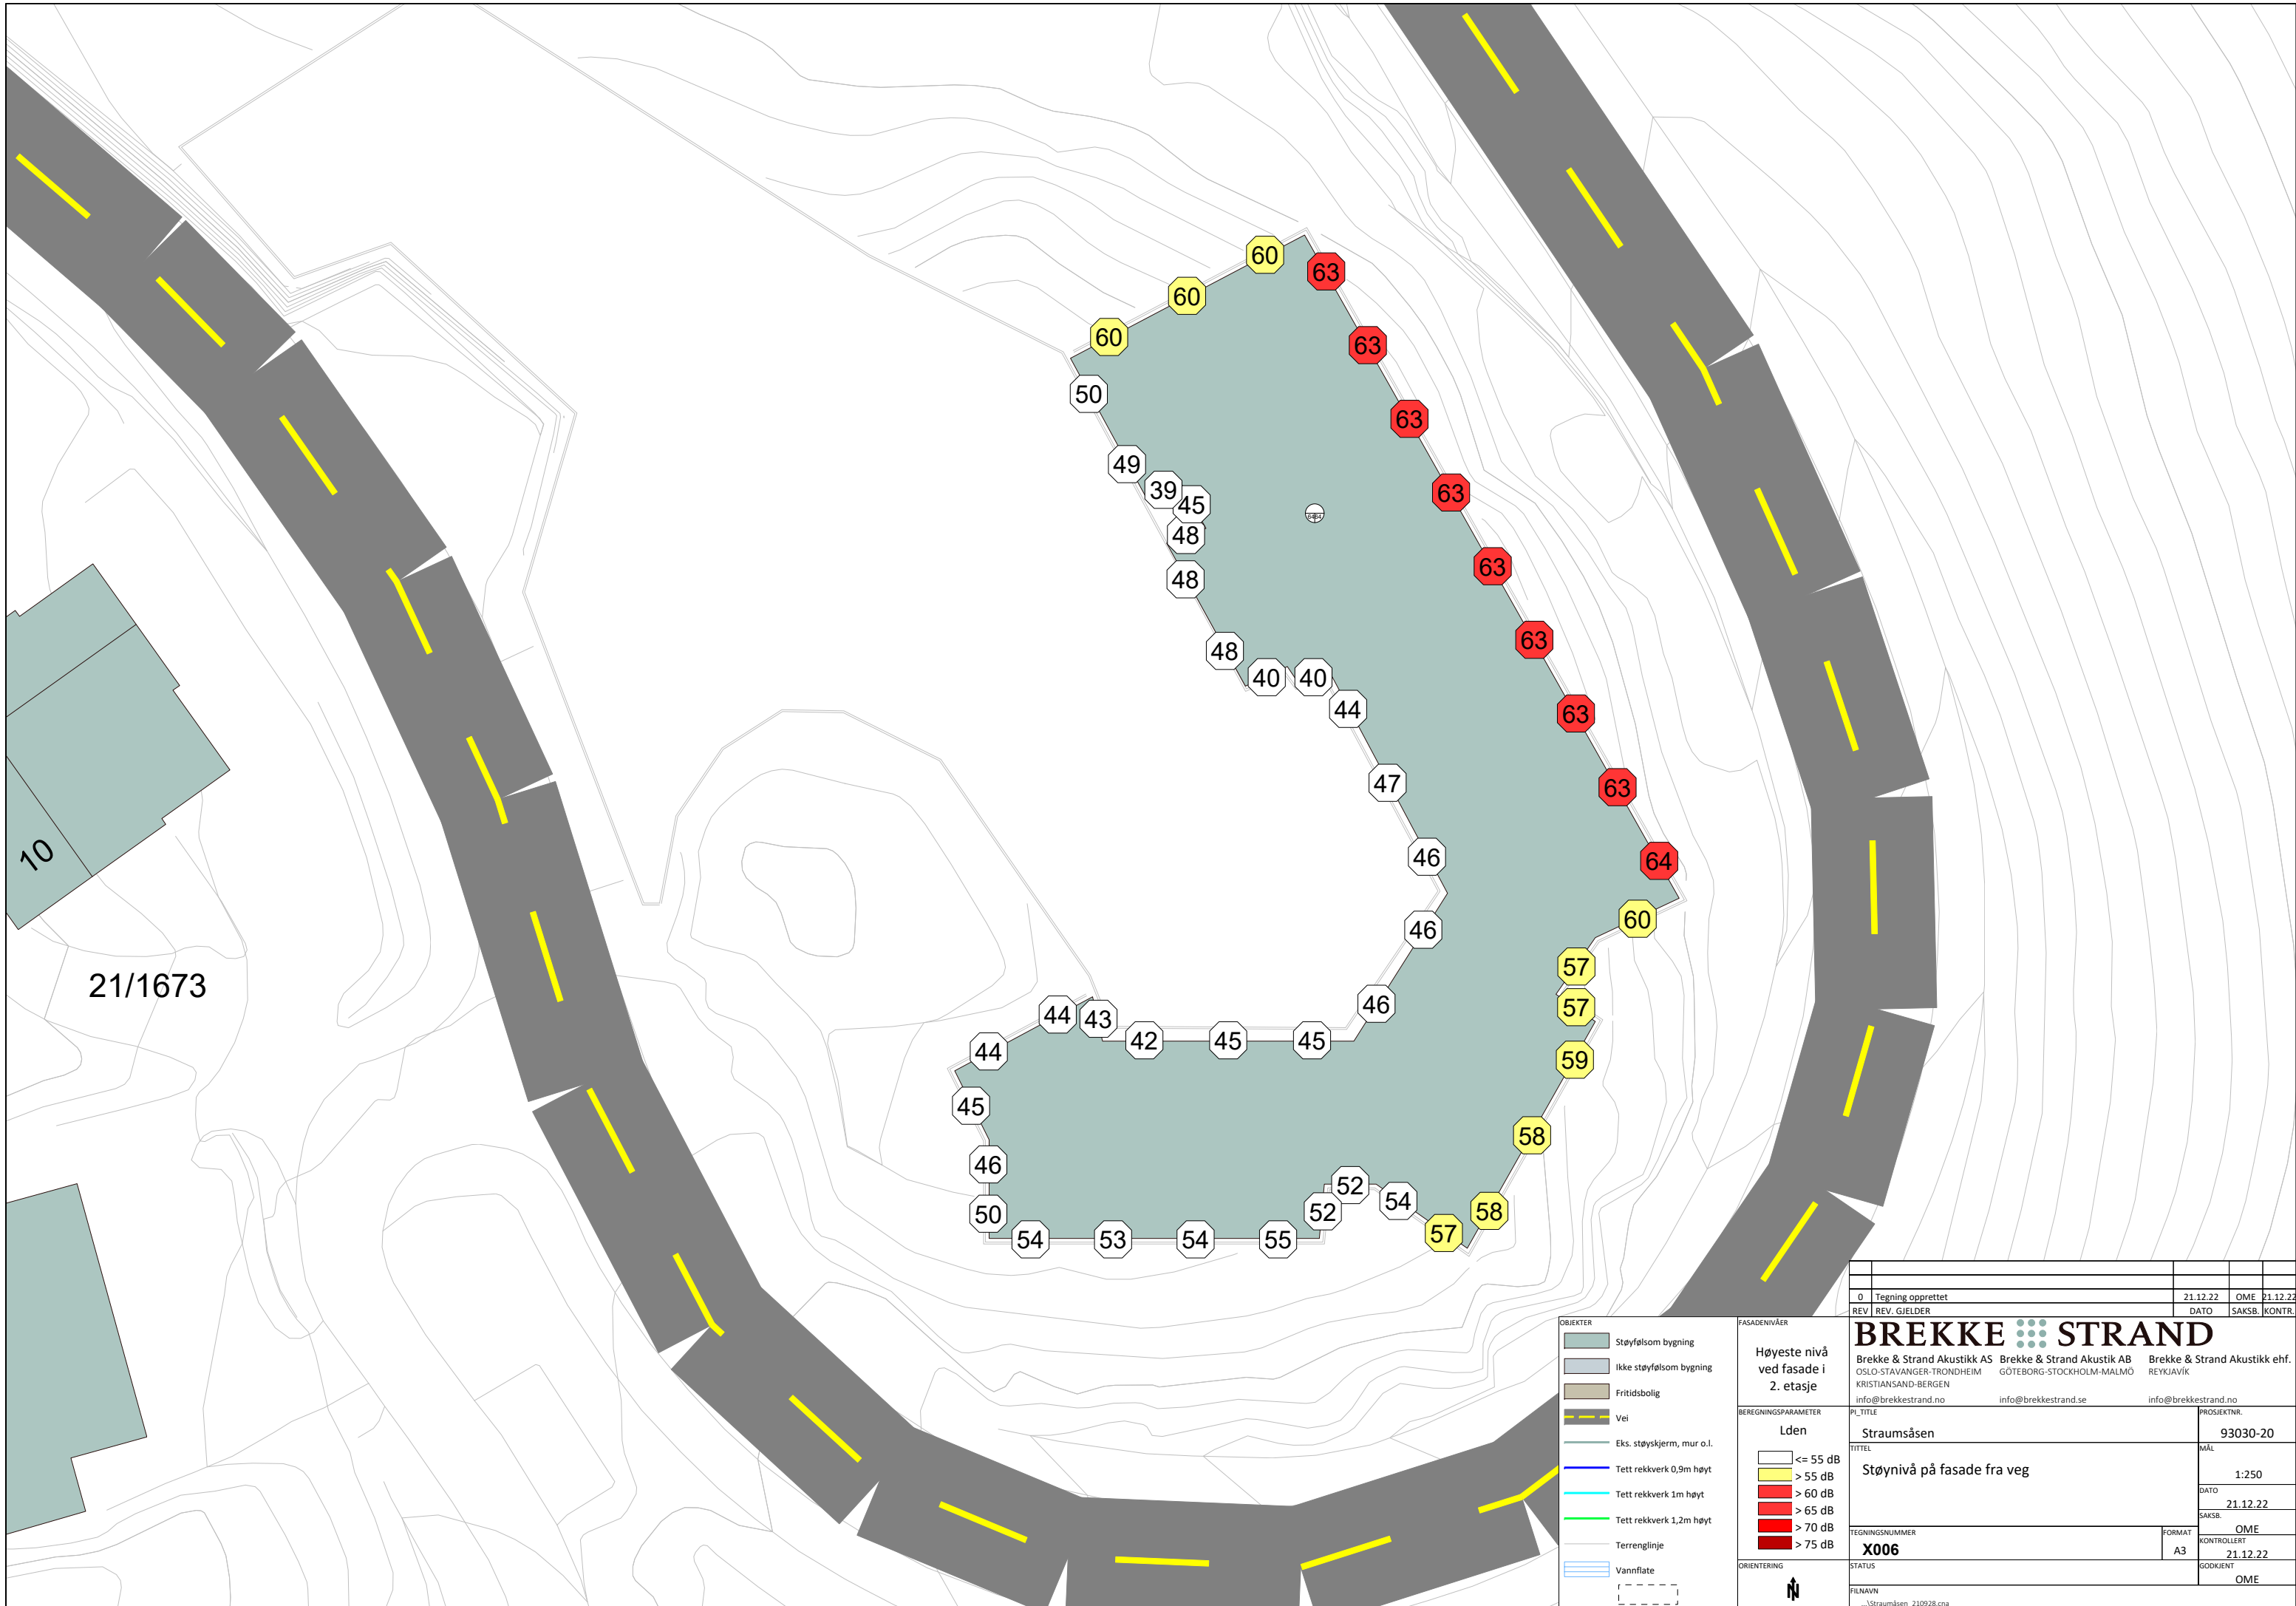 60
63
60
60
63
50
63
49
39
45
63
48
63
48
63
48
40
40
44
63
47
63
46
64
60
46
57
57
46
44
43
42
45
45
44
59
45
58
46
52
54
50
52
58
54
53
54
55
57
10
21/1673
0 Tegning opprettet 21.12.22 OME 21.12.22
REV REV. GJELDER DATO SAKSB. KONTR.
OBJEKTER
Støyfølsom bygning
Ikke støyfølsom bygning
Fritidsbolig
Vei
Eks. støyskjerm, mur o.l.
Tett rekkverk 0,9m høyt
Tett rekkverk 1m høyt
Tett rekkverk 1,2m høyt
Terrenglinje
Vannflate
FASADENIVÅER
Høyeste nivå
ved fasade i
2. etasje
BEREGNINGSPARAMETER
Lden
<= 55 dB
> 55 dB
> 60 dB
> 65 dB
> 70 dB
> 75 dB
ORIENTERING
N
BREKKE STRAND
Brekke & Strand Akustikk AS Brekke & Strand Akustik AB Brekke & Strand Akustikk ehf.
OSLO-STAVANGER-TRONDHEIM GÖTEBORG-STOCKHOLM-MALMÖ REYKJAVÍK
KRISTIANSAND-BERGEN
info@brekkestrand.no info@brekkestrand.se info@brekkestrand.no
PI_TITLE
Straumsåsen
PROSJEKTNR.
93030-20
TITTEL
Støynivå på fasade fra veg
MÅL
1:250
DATO
21.12.22
SAKSB.
OME
TEGNINGSNUMMER
X006
FORMAT
A3
KONTROLLERT
21.12.22
STATUS
GODKJENT
OME
FILNAVN
...\Straumåsen_210928.cna